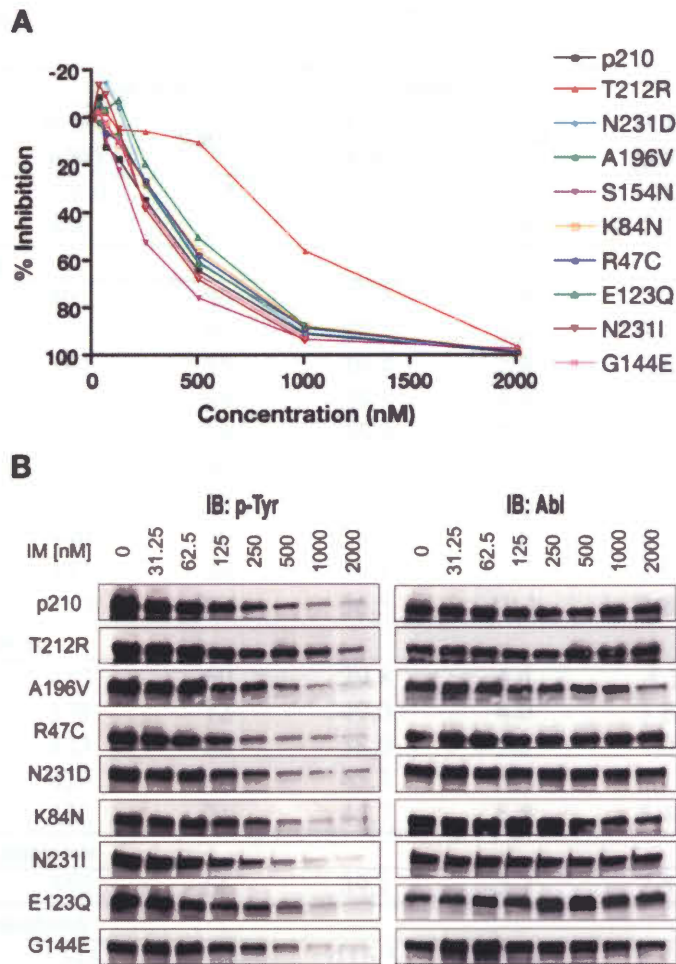 A
-20
0
20
40
60
80
100
% Inhibition
0
500
1000
1500
2000
Concentration (nM)
p210
T212R
N231D
A196V
S154N
K84N
R47C
E123Q
N231I
G144E
B
IB: p-Tyr
IB: Abl
IM [nM] 0 31.25 62.5 125 250 500 1000 2000 0 31.25 62.5 125 250 500 1000 2000
p210
T212R
A196V
R47C
N231D
K84N
N231I
E123Q
G144E